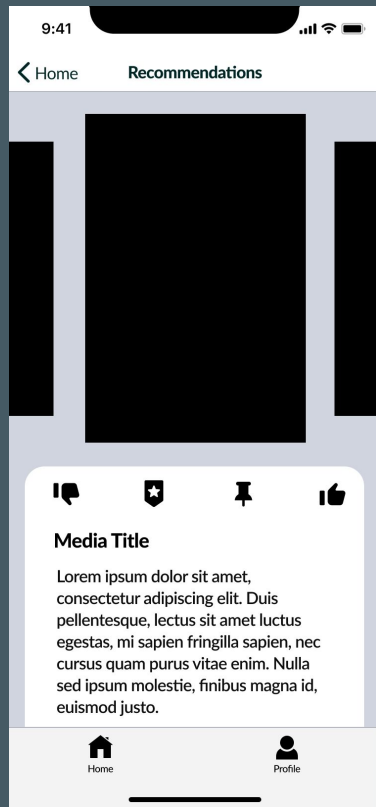 9:41
Home Recommendations
Media Title
Lorem ipsum dolor sit amet,
consectetur adipiscing elit. Duis
pellentesque, lectus sit amet luctus
egestas, mi sapien fringilla sapien, nec
cursus quam purus vitae enim. Nulla
sed ipsum molestie, finibus magna id,
euismod justo.
Home Profile